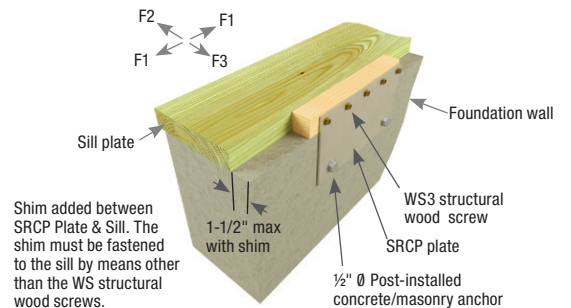 F2
F1
F1
F3
Sill plate
Foundation wall
Shim added between
SRCP Plate & Sill. The
shim must be fastened
to the sill by means other
than the WS structural
wood screws.
1-1/2" max
with shim
WS3 structural
wood screw
SRCP plate
½" Ø Post-installed
concrete/masonry anchor